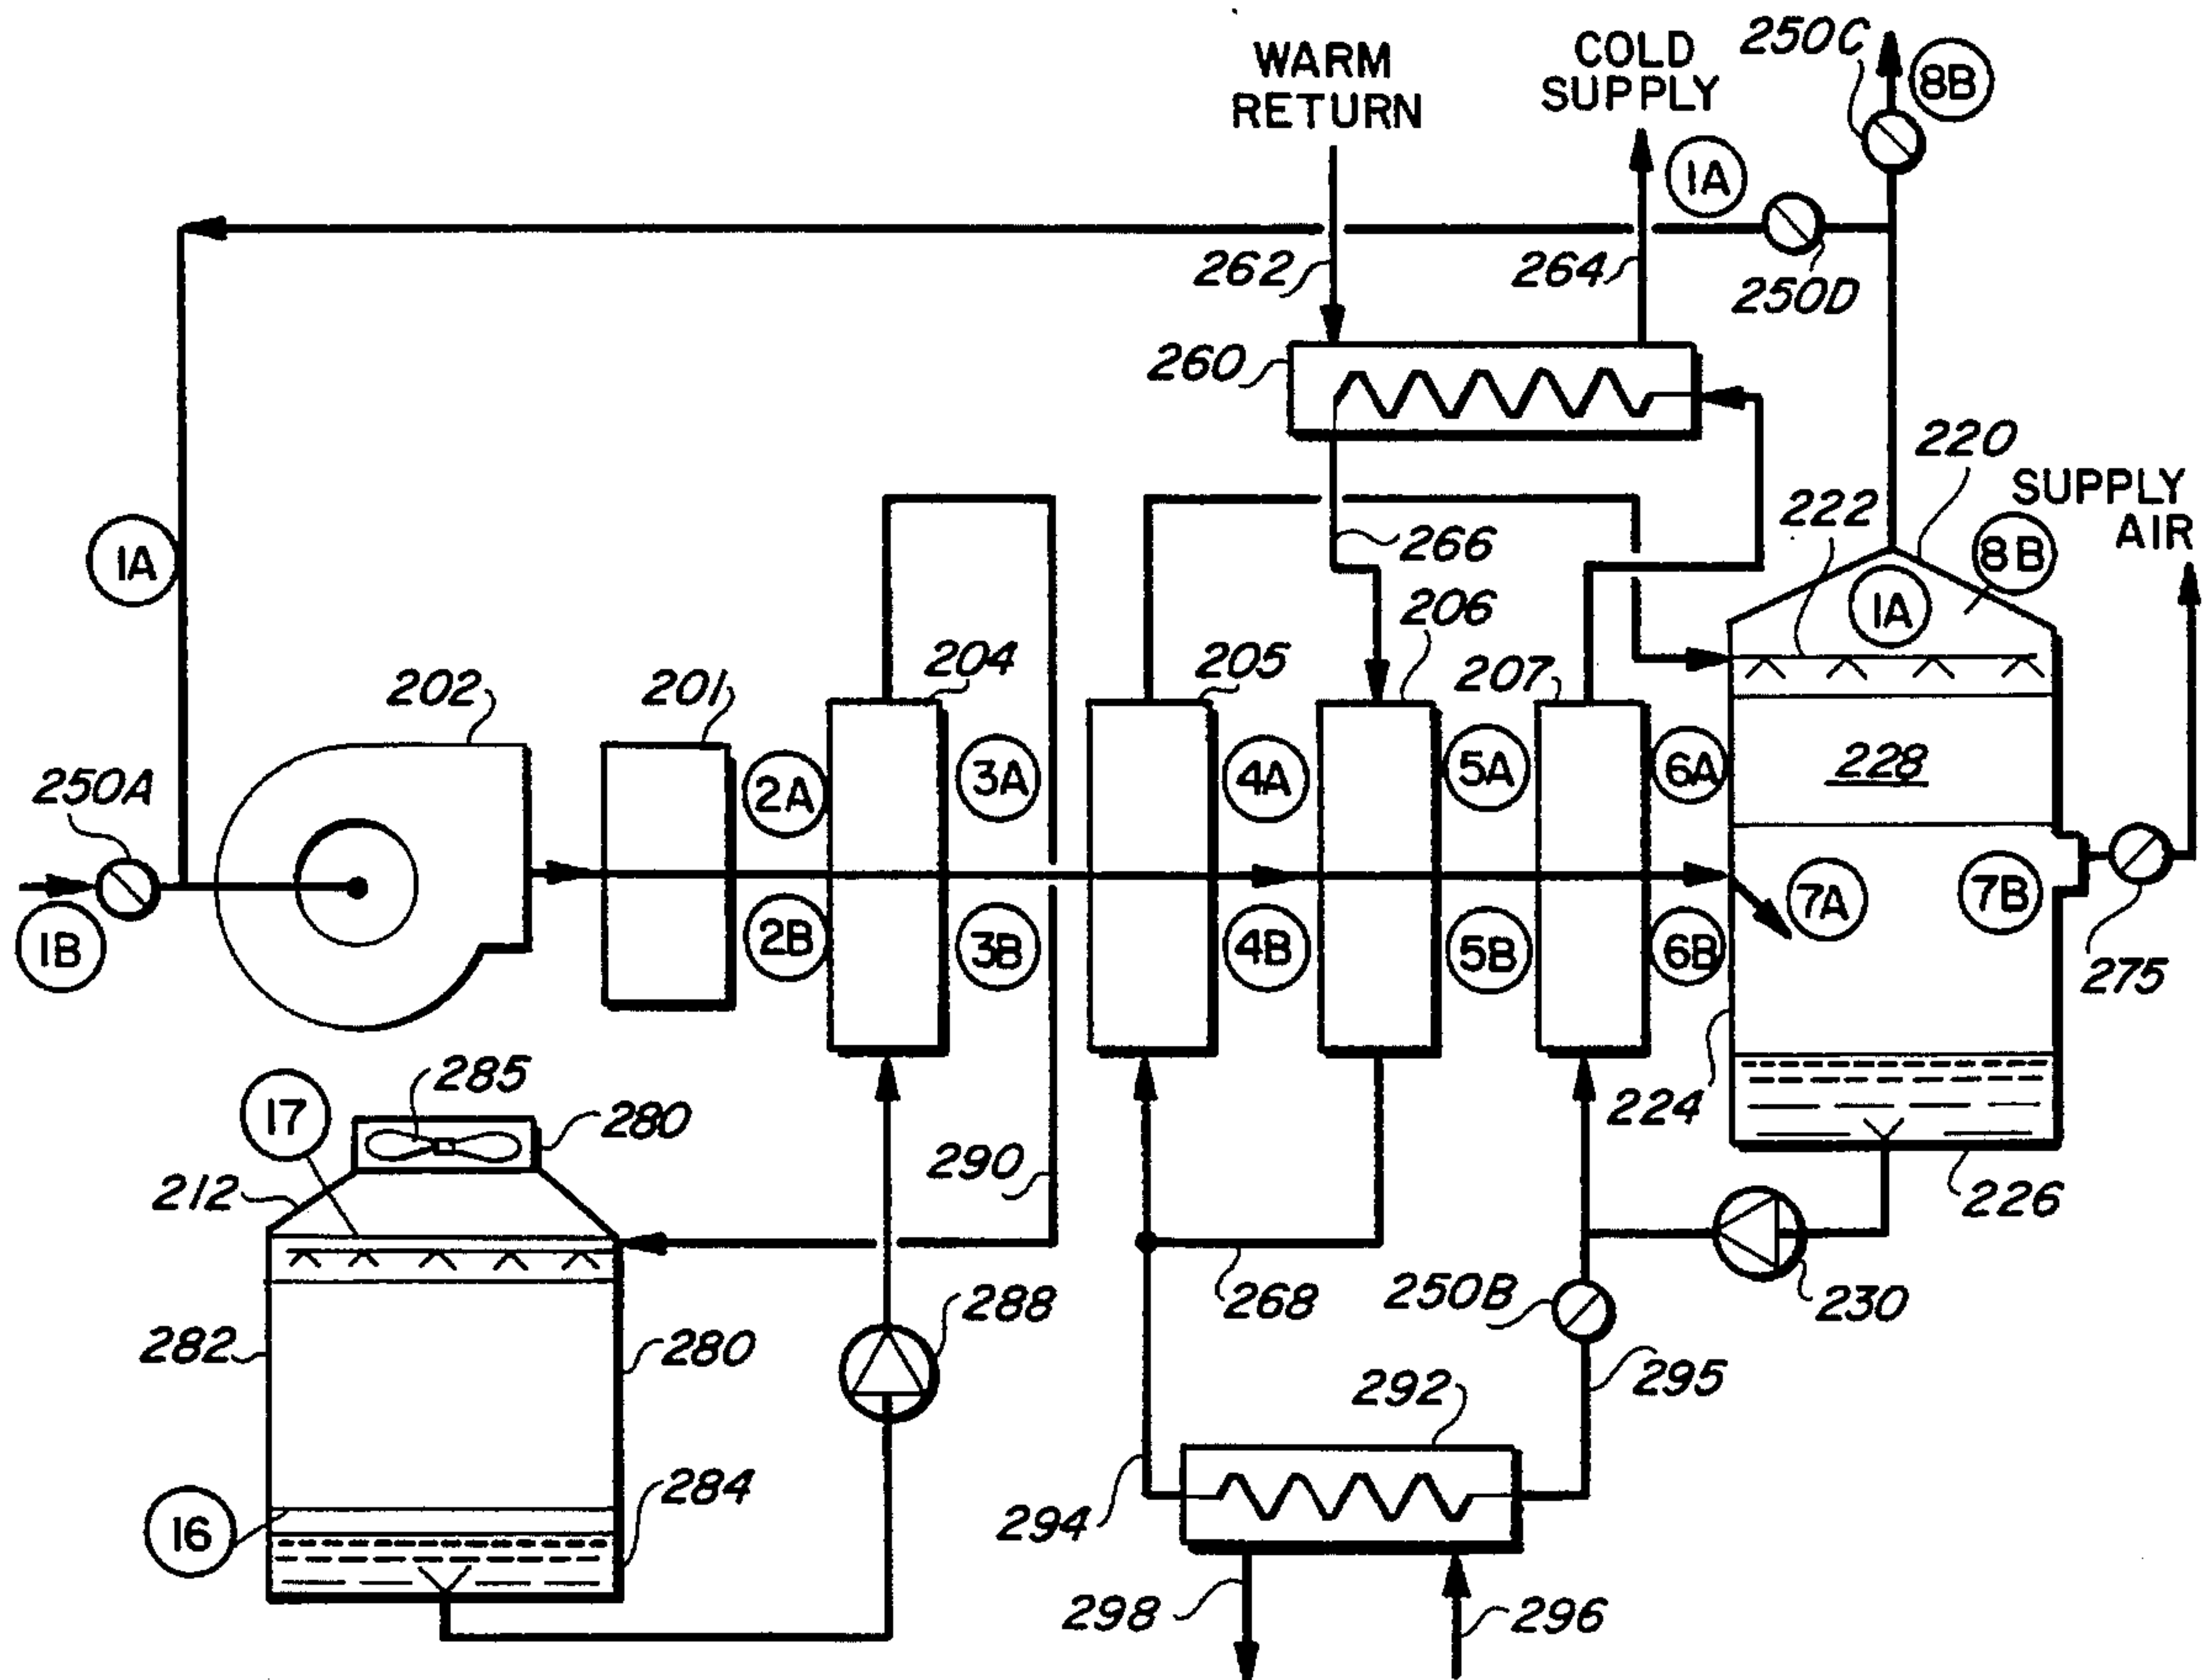 WARM
RETURN
COLD
SUPPLY
250C
8B
1A
262
264
250D
260
220
SUPPLY
AIR
222
8B
1A
266
1A
206
205
207
204
201
202
228
250A
2A
3A
4A
5A
6A
7A
7B
1B
2B
3B
4B
5B
6B
275
285
17
280
224
290
212
226
288
268
250B
230
282
280
292
295
284
294
16
298
296